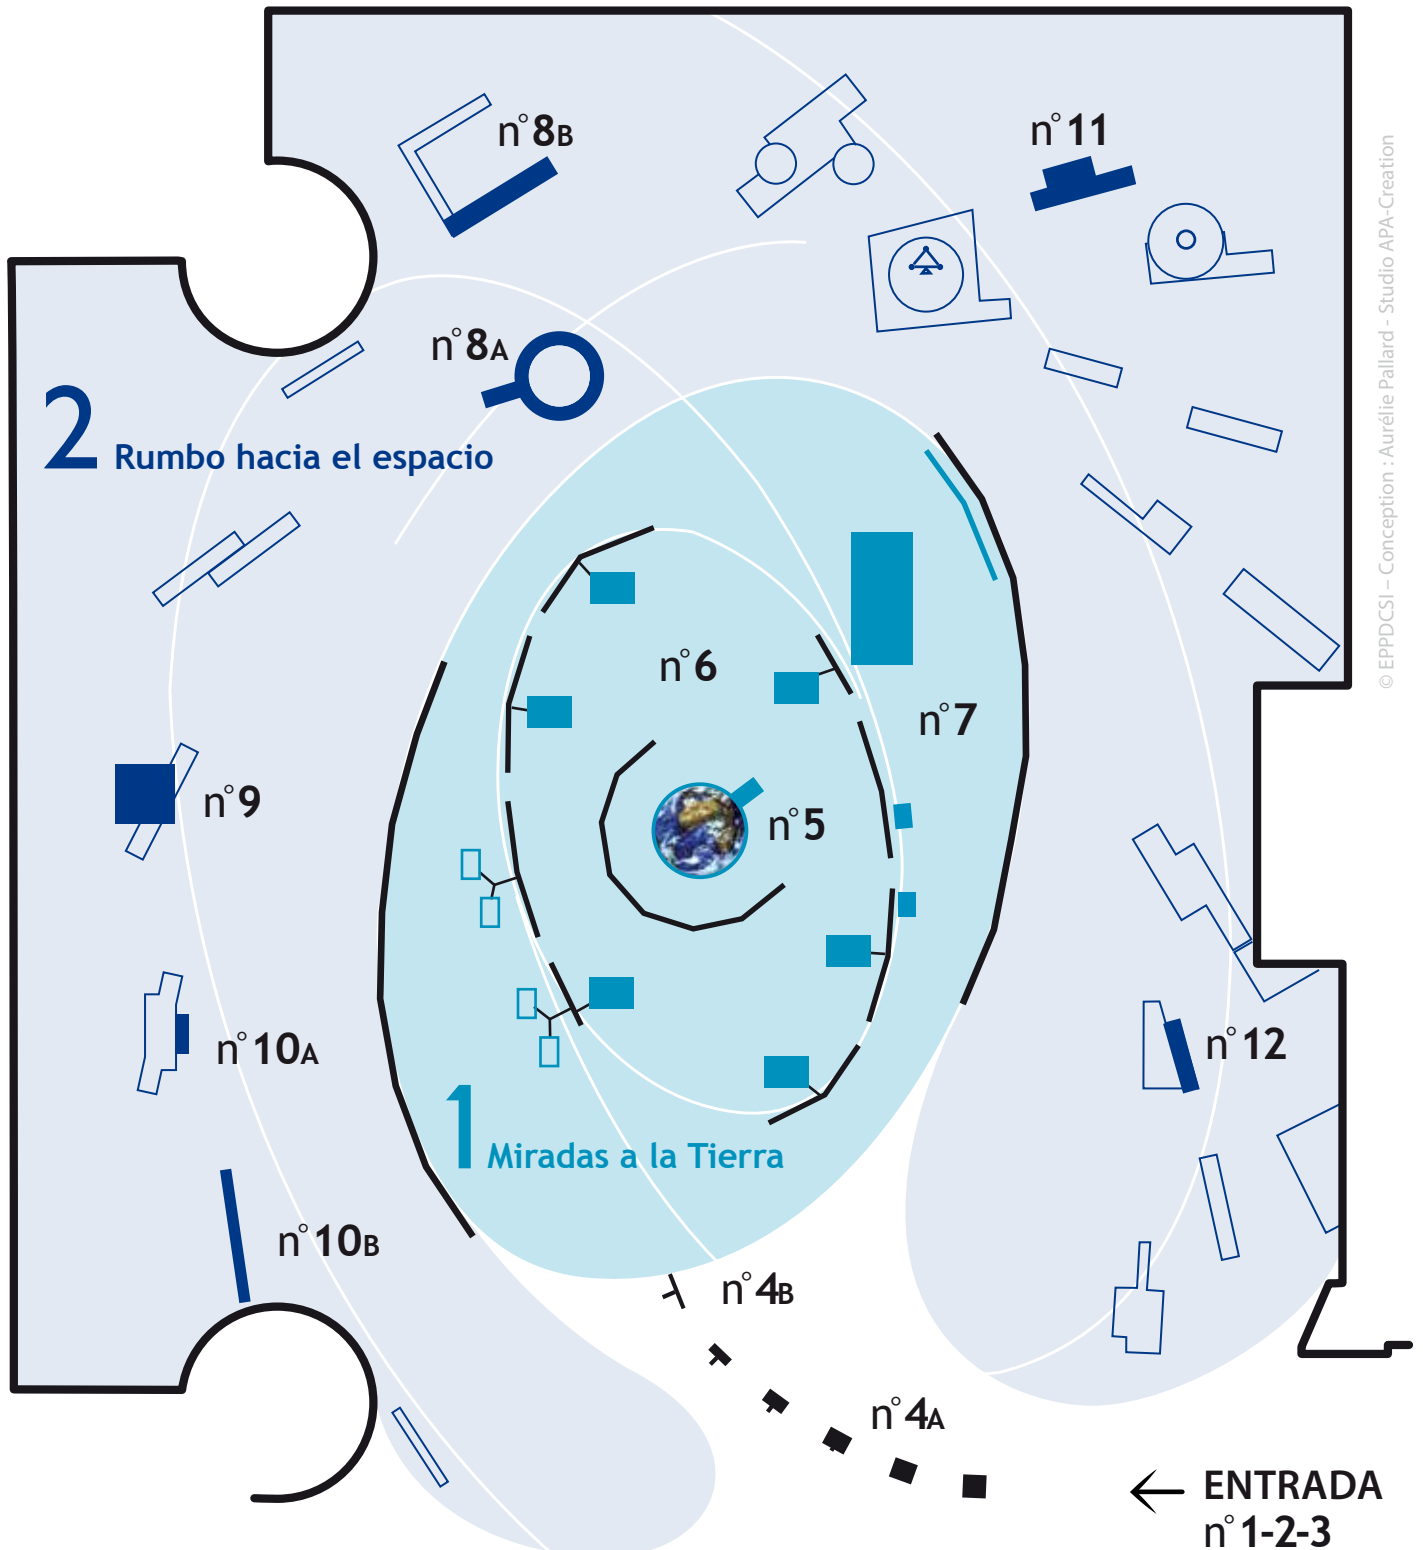 n°8B
n°11
n°8A
2 Rumbo hacia el espacio
n°6
n°7
n°9
n°5
n°10A
n°12
1 Miradas a la Tierra
n°10B
n°4B
n°4A
ENTRADA
n°1-2-3
© EPPDCSI – Conception : Aurélie Pallard - Studio APA-Creation